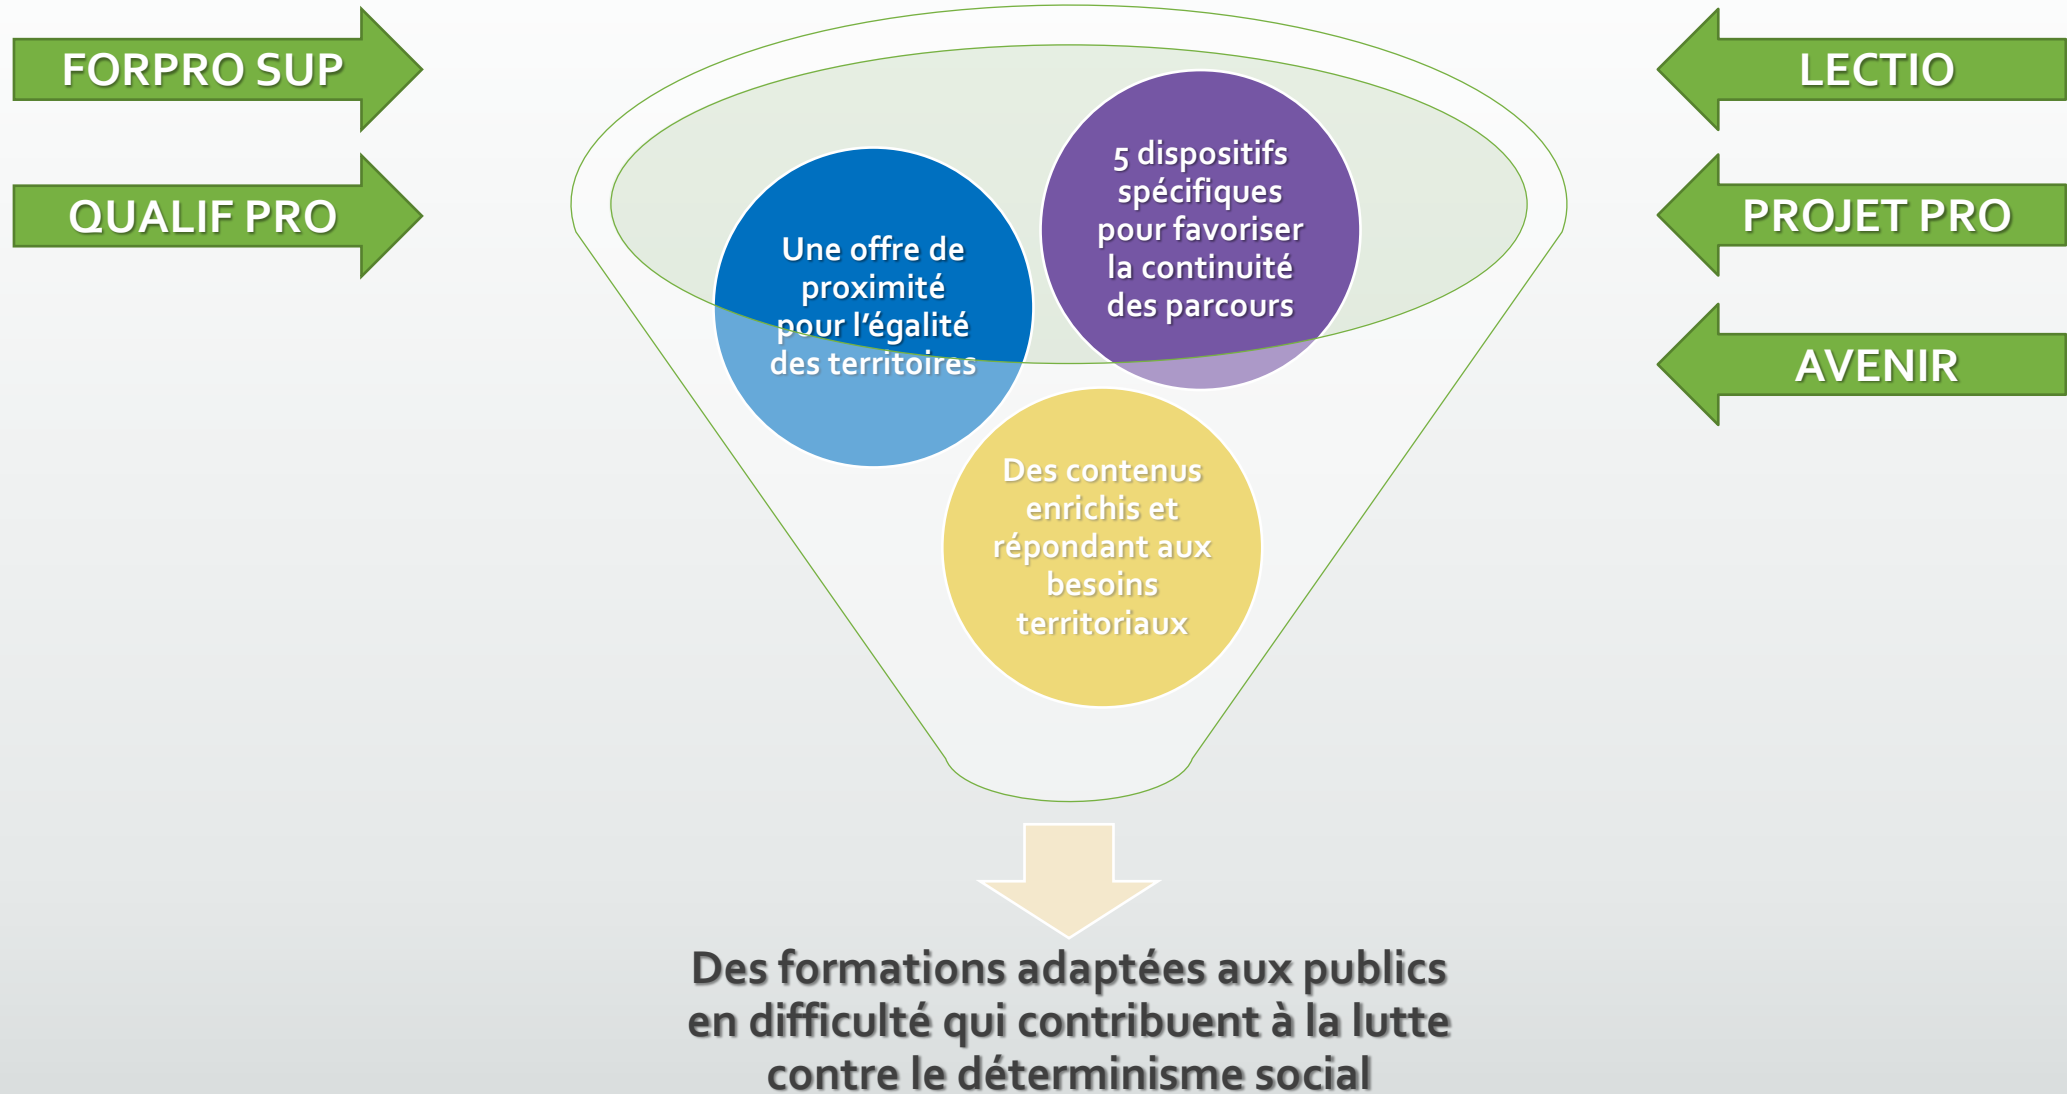 FORPRO SUP
QUALIF PRO
LECTIO
PROJET PRO
AVENIR
5 dispositifs
spécifiques
pour favoriser
la continuité
des parcours
Une offre de
proximité
pour l'égalité
des territoires
Des contenus
enrichis et
répondant aux
besoins
territoriaux
Des formations adaptées aux publics
en difficulté qui contribuent à la lutte
contre le déterminisme social